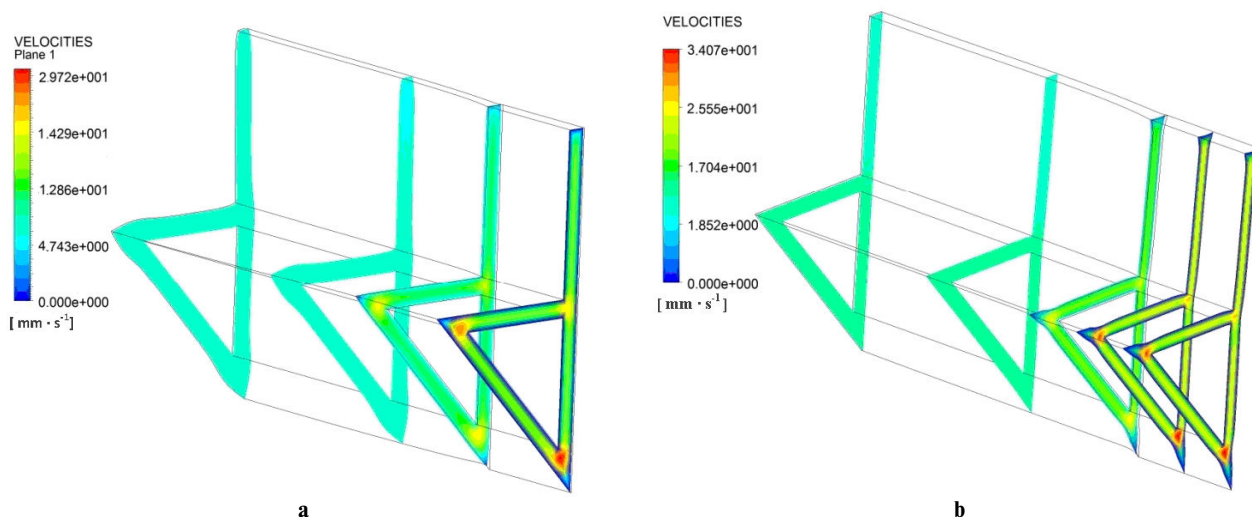 VELOCITIES
Plane 1
2.972e+001
1.429e+001
1.286e+001
4.743e+000
0.000e+000
[ mm · s⁻¹]
a
VELOCITIES
3.407e+001
2.555e+001
1.704e+001
1.852e+000
0.000e+000
[ mm · s⁻¹]
b